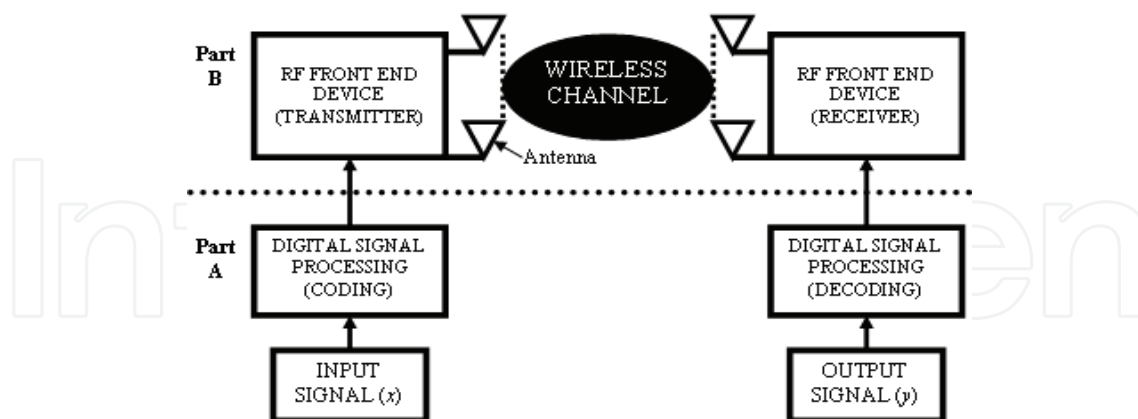 Part
B
RF FRONT END
DEVICE
(TRANSMITTER)
WIRELESS
CHANNEL
RF FRONT END
DEVICE
(RECEIVER)
Antenna
Part
A
DIGITAL SIGNAL
PROCESSING
(CODING)
DIGITAL SIGNAL
PROCESSING
(DECODING)
INPUT
SIGNAL (x)
OUTPUT
SIGNAL (y)
Inten